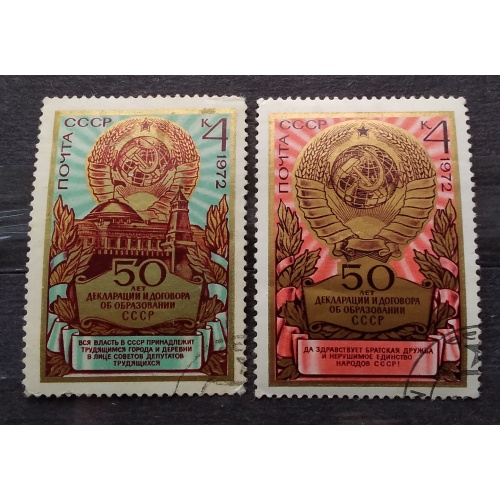 ПОЧТА СССР
К 4
1972
50
ЛЕТ
ДЕКЛАРАЦИИ И ДОГОВОРА
ОБ ОБРАЗОВАНИИ
СССР
ВСЯ ВЛАСТЬ В СССР ПРИНАДЛЕЖИТ
ТРУДЯЩИМСЯ ГОРОДА И ДЕРЕВНИ
В ЛИЦЕ СОВЕТОВ ДЕПУТАТОВ
ТРУДЯЩИХСЯ
ПОЧТА СССР
К 4
1972
50
ЛЕТ
ДЕКЛАРАЦИИ И ДОГОВОРА
ОБ ОБРАЗОВАНИИ
СССР
ДА ЗДРАВСТВУЕТ БРАТСКАЯ ДРУЖБА
И НЕРУШИМОЕ ЕДИНСТВО
НАРОДОВ СССР!